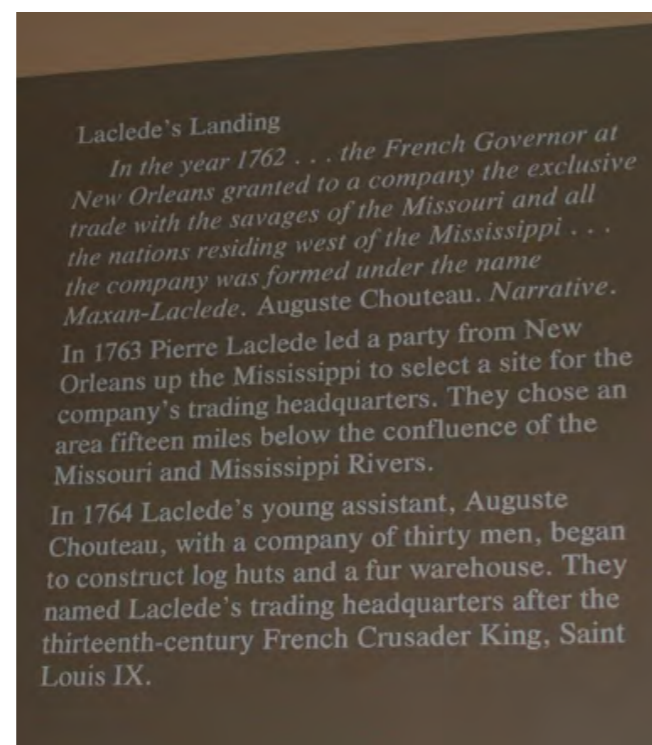 Laclede's Landing
In the year 1762 . . . the French Governor at
New Orleans granted to a company the exclusive
trade with the savages of the Missouri and all
the nations residing west of the Mississippi . . .
the company was formed under the name
Maxan-Laclede. Auguste Chouteau. Narrative.
In 1763 Pierre Laclede led a party from New
Orleans up the Mississippi to select a site for the
company's trading headquarters. They chose an
area fifteen miles below the confluence of the
Missouri and Mississippi Rivers.
In 1764 Laclede's young assistant, Auguste
Chouteau, with a company of thirty men, began
to construct log huts and a fur warehouse. They
named Laclede's trading headquarters after the
thirteenth-century French Crusader King, Saint
Louis IX.